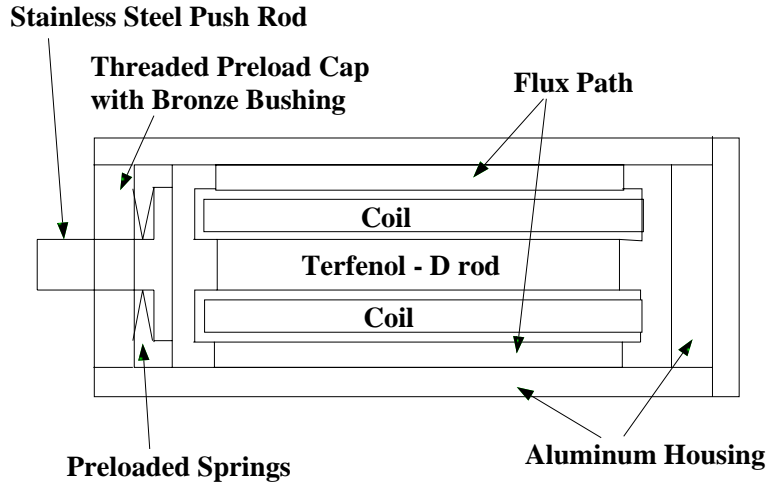 Stainless Steel Push Rod
Threaded Preload Cap
with Bronze Bushing
Flux Path
Coil
Terfenol - D rod
Coil
Aluminum Housing
Preloaded Springs